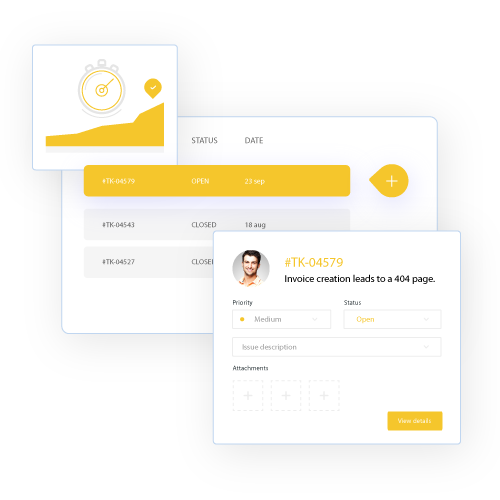 STATUS DATE
#TK-04579 OPEN 23 sep
#TK-04543 CLOSED 18 aug
#TK-04527 CLOSE
#TK-04579
Invoice creation leads to a 404 page.
Priority Status
Medium Open
Issue description
Attachments
View details